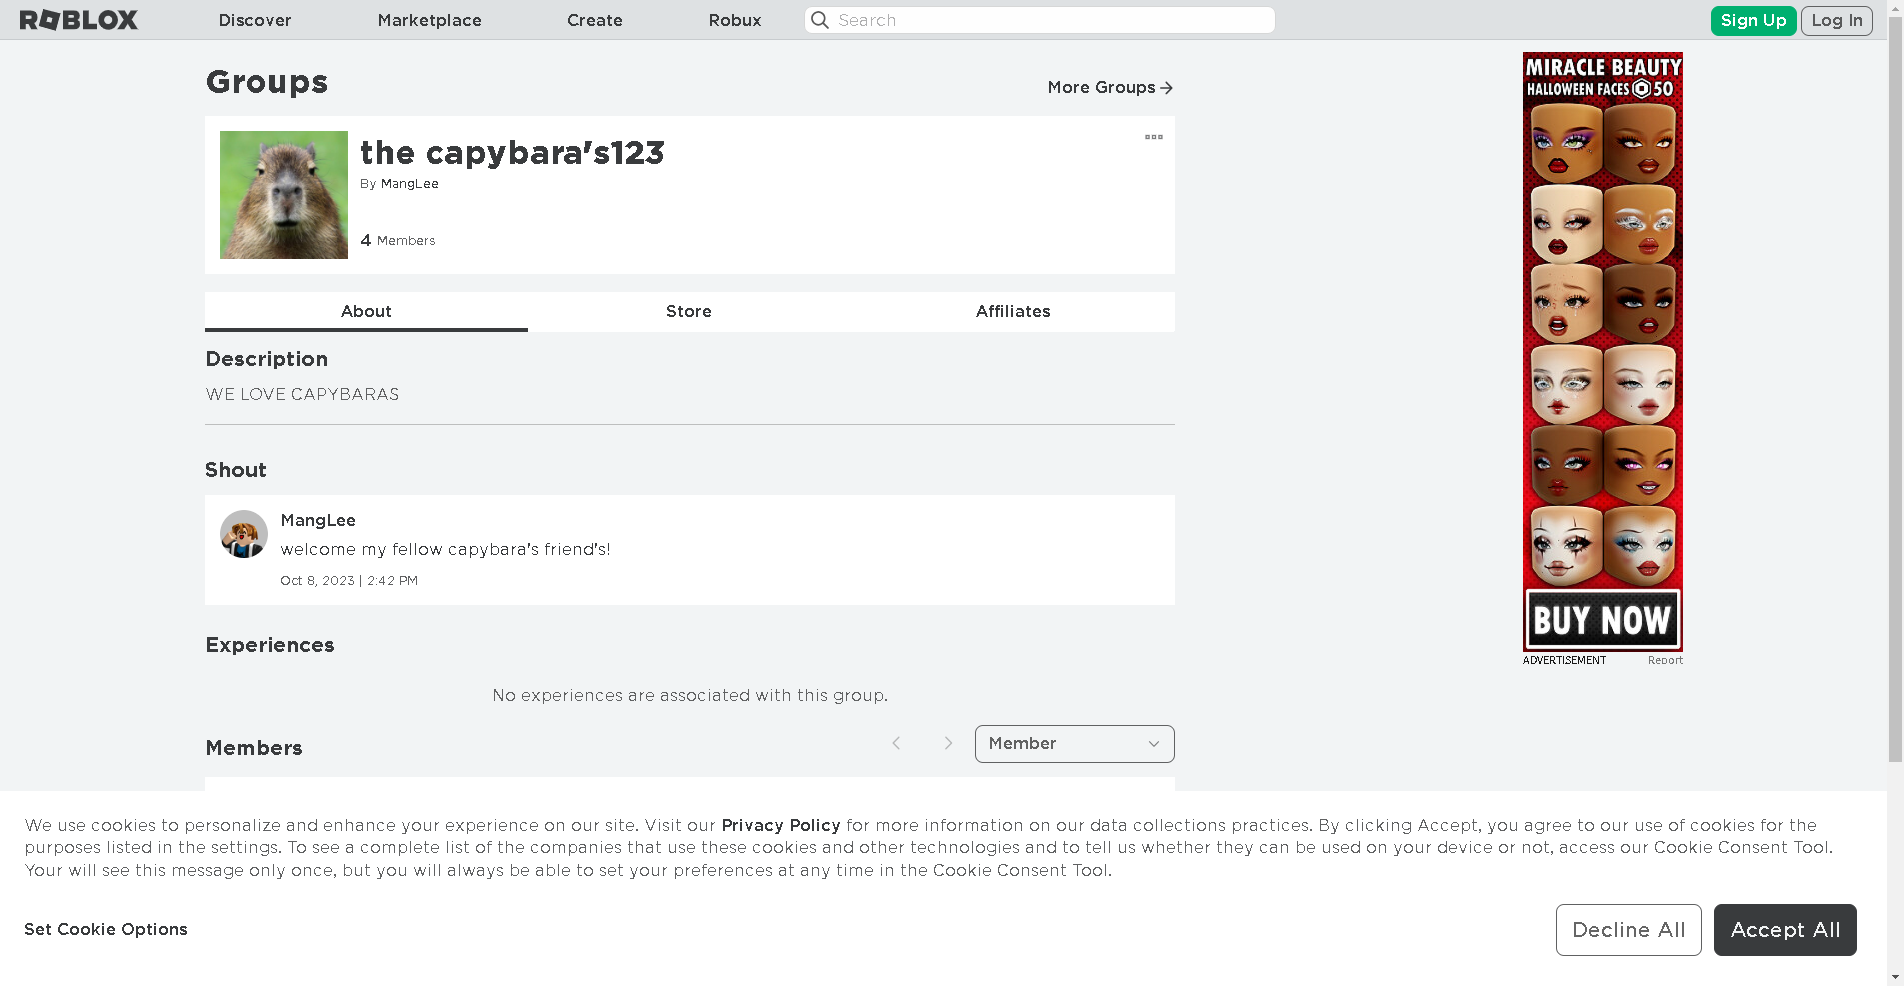 ROBLOX
Discover
Marketplace
Create
Robux
Search
Sign Up
Log In
Groups
More Groups
the capybara's123
By MangLee
4 Members
About
Store
Affiliates
Description
WE LOVE CAPYBARAS
Shout
MangLee
welcome my fellow capybara's friend's!
Oct 8, 2023 | 2:42 PM
Experiences
No experiences are associated with this group.
Members
Member
MIRACLE BEAUTY
HALLOWEEN FACES 50
BUY NOW
ADVERTISEMENT
Report
We use cookies to personalize and enhance your experience on our site. Visit our Privacy Policy for more information on our data collections practices. By clicking Accept, you agree to our use of cookies for the
purposes listed in the settings. To see a complete list of the companies that use these cookies and other technologies and to tell us whether they can be used on your device or not, access our Cookie Consent Tool.
Your will see this message only once, but you will always be able to set your preferences at any time in the Cookie Consent Tool.
Set Cookie Options
Decline All
Accept All